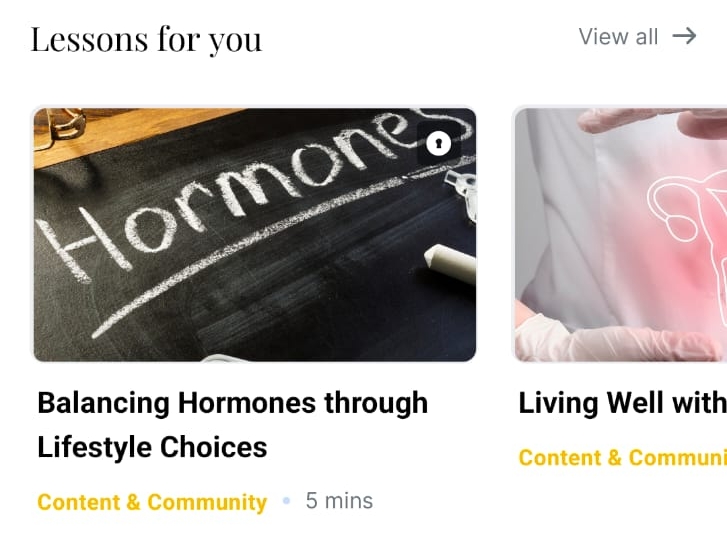 Lessons for you
View all
Hormones
Balancing Hormones through
Lifestyle Choices
Content & Community
5 mins
Living Well with
Content &